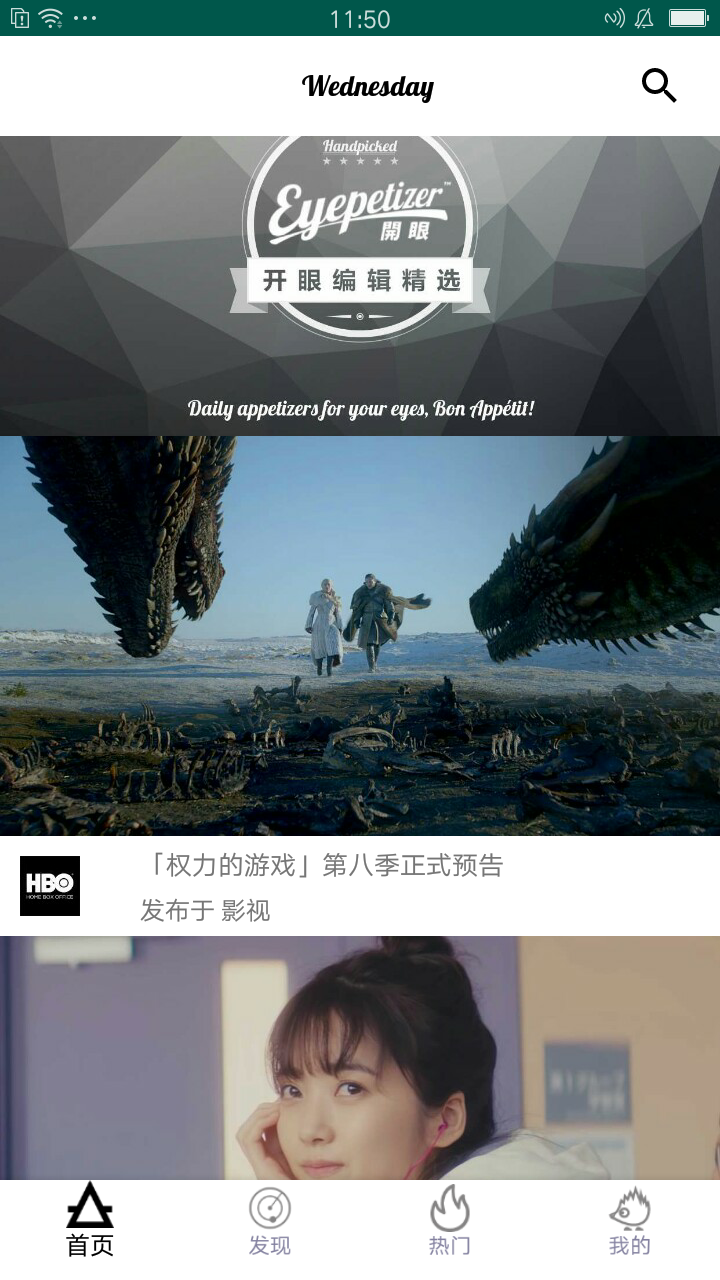 11:50
Wednesday
Handpicked
Eyepetizer™
開眼
开眼编辑精选
Daily appetizers for your eyes, Bon Appétit!
HBO
HOME BOX OFFICE
「权力的游戏」第八季正式预告
发布于 影视
首页
发现
热门
我的